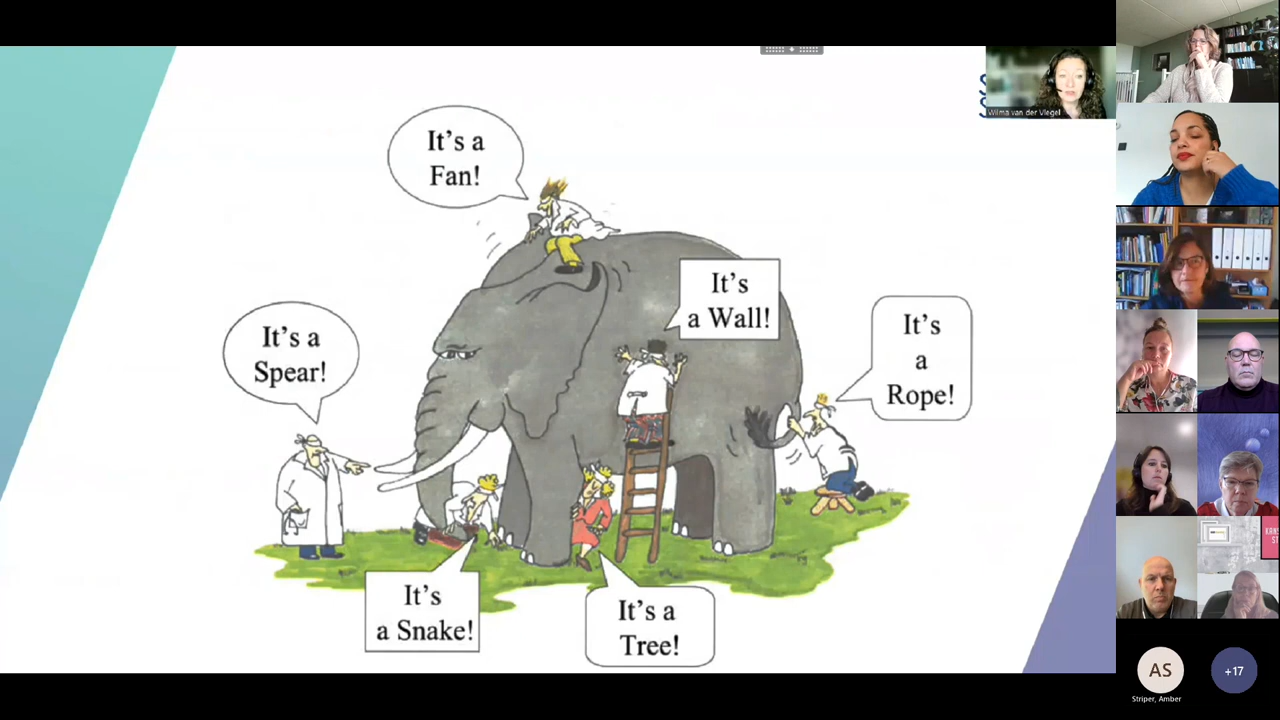 It's a
Fan!
It's
a Wall!
It's a
Spear!
It's
a
Rope!
It's
a Snake!
It's a
Tree!
Wilma van der Vlegel
AS
Striper, Amber
+17